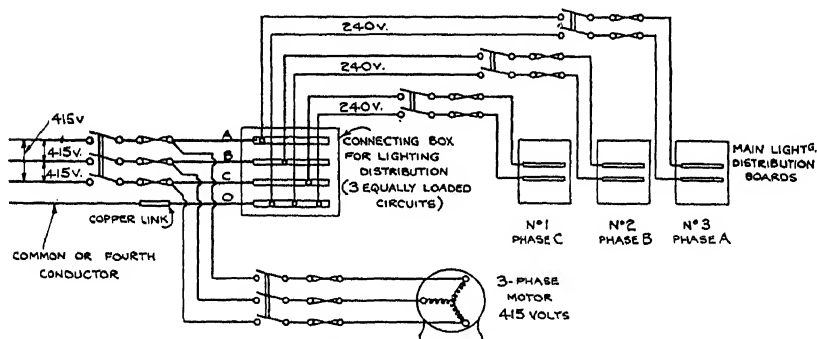 240V.
240V.
240V.
415V
415V.
415V.
A
B
C
O
CONNECTING BOX
FOR LIGHTING
DISTRIBUTION
(3 EQUALLY LOADED
CIRCUITS)
MAIN LIGHTG.
DISTRIBUTION
BOARDS
COPPER LINK
Nº1
PHASE C
Nº2
PHASE B
Nº3
PHASE A
COMMON OR FOURTH
CONDUCTOR
3-PHASE
MOTOR
415 VOLTS